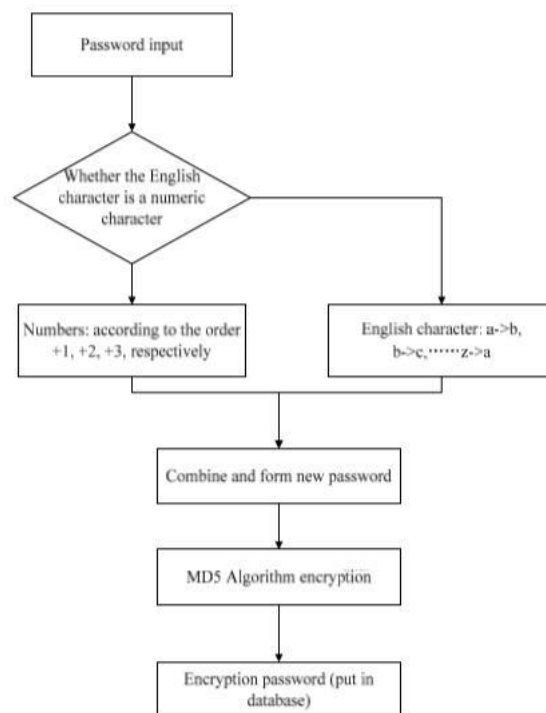 Password input
Whether the English
character is a numeric
character
Numbers: according to the order
+1, +2, +3, respectively
English character: a->b,
b->c,······z->a
Combine and form new password
MD5 Algorithm encryption
Encryption password (put in
database)